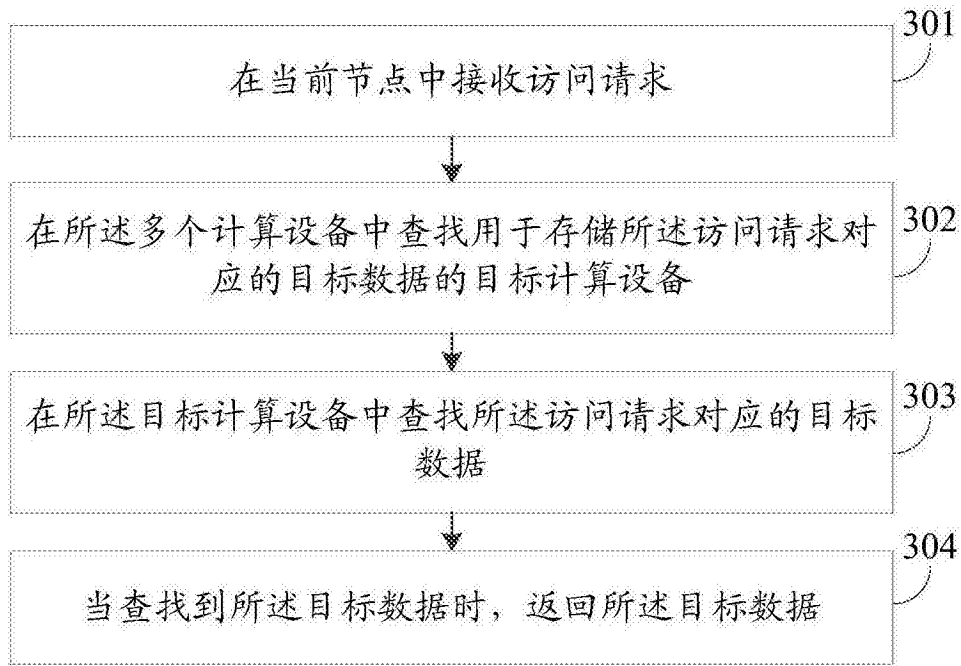 301
在当前节点中接收访问请求
302
在所述多个计算设备中查找用于存储所述访问请求对
应的目标数据的目标计算设备
303
在所述目标计算设备中查找所述访问请求对应的目标
数据
304
当查找到所述目标数据时，返回所述目标数据